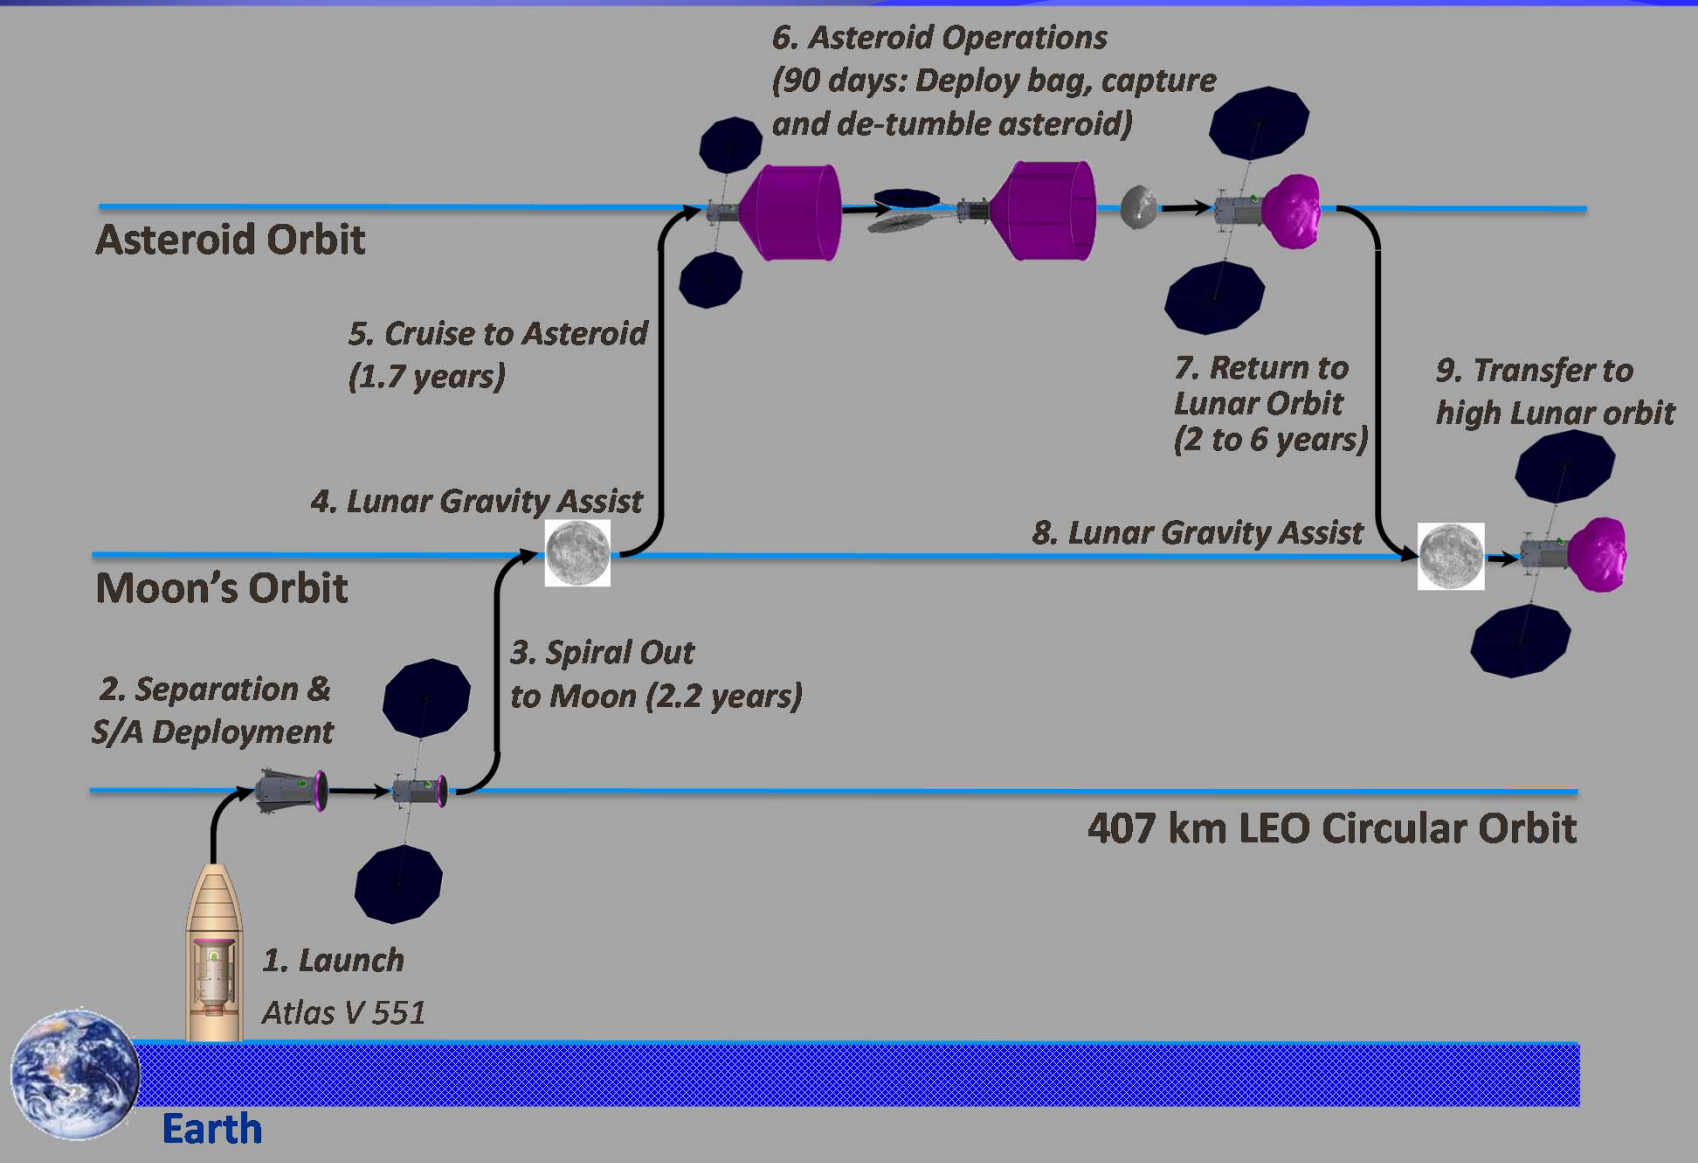 6. Asteroid Operations
(90 days: Deploy bag, capture
and de-tumble asteroid)
Asteroid Orbit
5. Cruise to Asteroid
(1.7 years)
7. Return to
Lunar Orbit
(2 to 6 years)
9. Transfer to
high Lunar orbit
4. Lunar Gravity Assist
8. Lunar Gravity Assist
Moon's Orbit
3. Spiral Out
to Moon (2.2 years)
2. Separation &
S/A Deployment
407 km LEO Circular Orbit
1. Launch
Atlas V 551
Earth